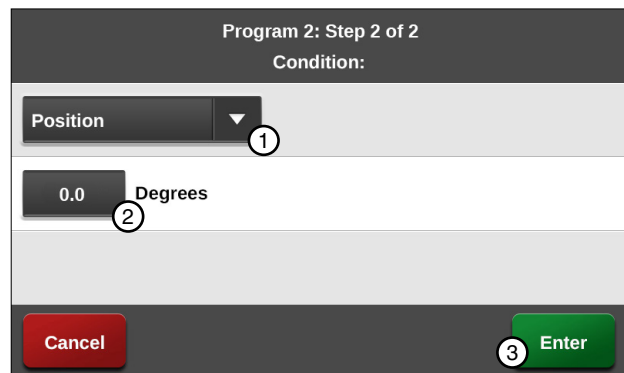 Program 2: Step 2 of 2
Condition:
Position
1
0.0 Degrees
2
Cancel
3 Enter